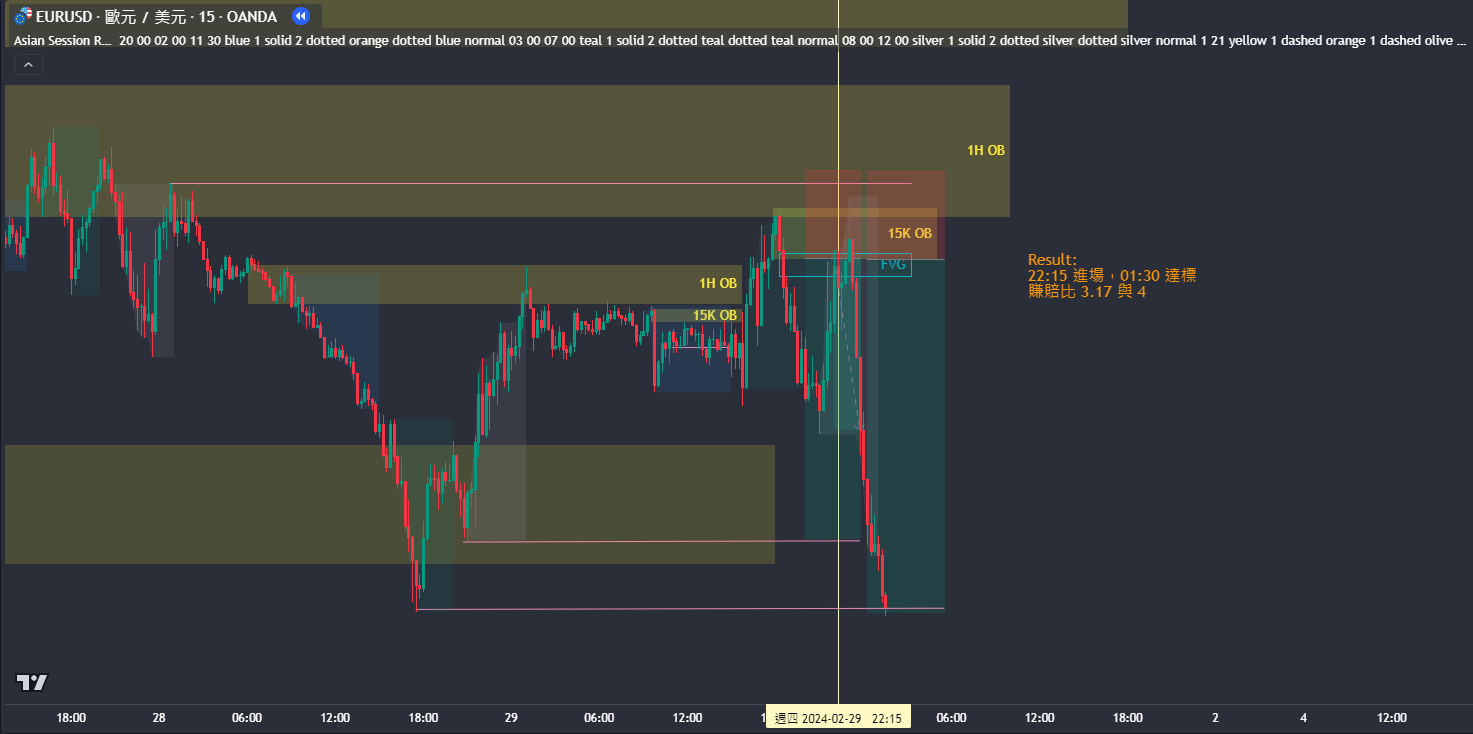 EURUSD · 歐元 / 美元 · 15 · OANDA
Asian Session R... 20 00 02 00 11 30 blue 1 solid 2 dotted orange dotted blue normal 03 00 07 00 teal 1 solid 2 dotted teal dotted teal normal 08 00 12 00 silver 1 solid 2 dotted silver dotted silver normal 1 21 yellow 1 dashed orange 1 dashed olive ...
1H OB
15K OB
FVG
1H OB
15K OB
Result:
22:15 進場，01:30 達標
賺賠比 3.17 與 4
18:00 28 06:00 12:00 18:00 29 06:00 12:00 週四 2024-02-29 22:15 06:00 12:00 18:00 2 4 12:00